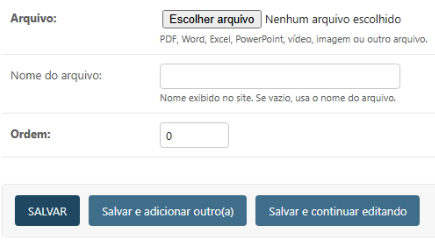 Arquivo: Escolher arquivo Nenhum arquivo escolhido
PDF, Word, Excel, PowerPoint, vídeo, imagem ou outro arquivo.
Nome do arquivo:
Nome exibido no site. Se vazio, usa o nome do arquivo.
Ordem: 0
SALVAR Salvar e adicionar outro(a) Salvar e continuar editando